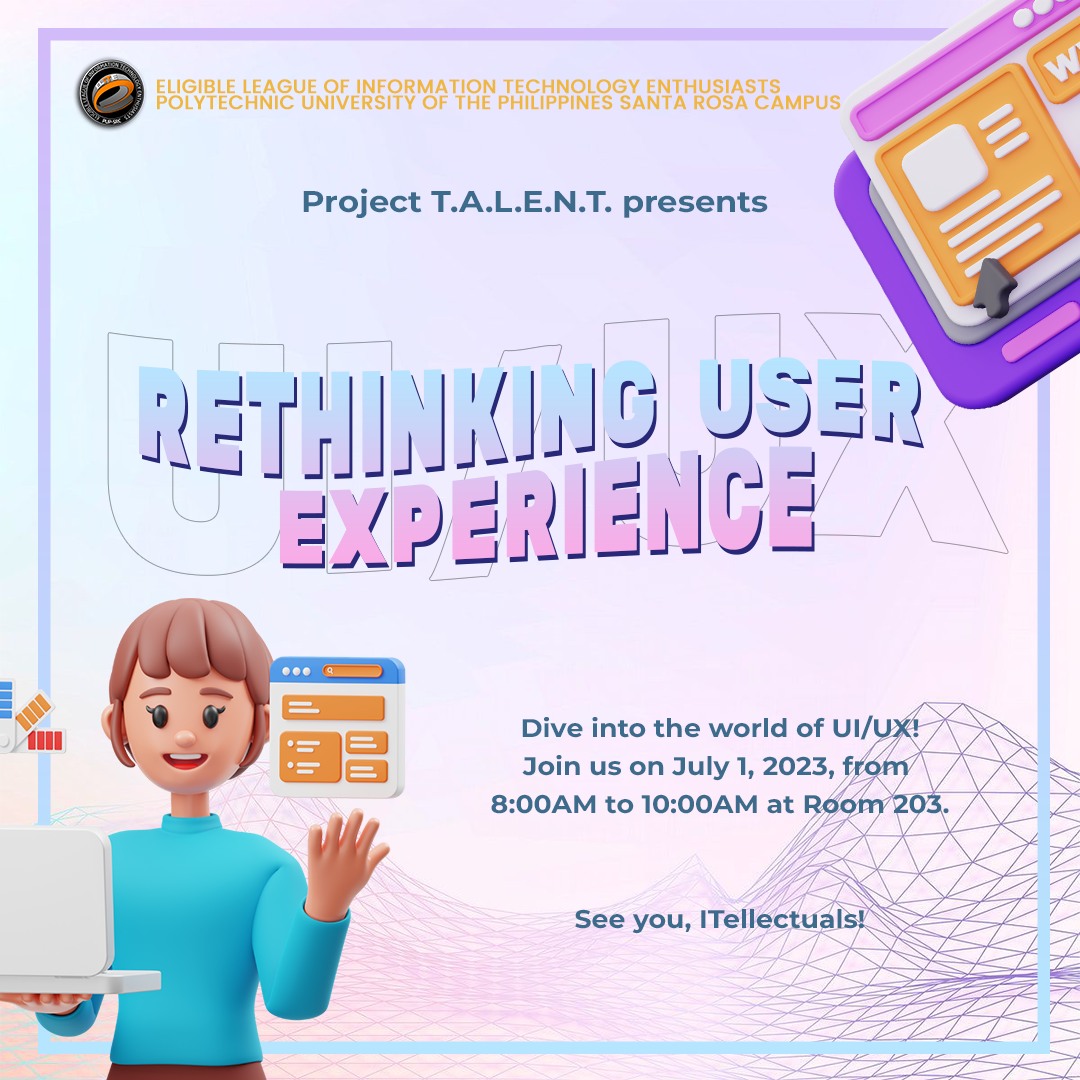 ELIGIBLE LEAGUE OF INFORMATION TECHNOLOGY ENTHUSIASTS
POLYTECHNIC UNIVERSITY OF THE PHILIPPINES SANTA ROSA CAMPUS
Project T.A.L.E.N.T. presents
UI/UX
RETHINKING USER
EXPERIENCE
Dive into the world of UI/UX!
Join us on July 1, 2023, from
8:00AM to 10:00AM at Room 203.
See you, ITellectuals!